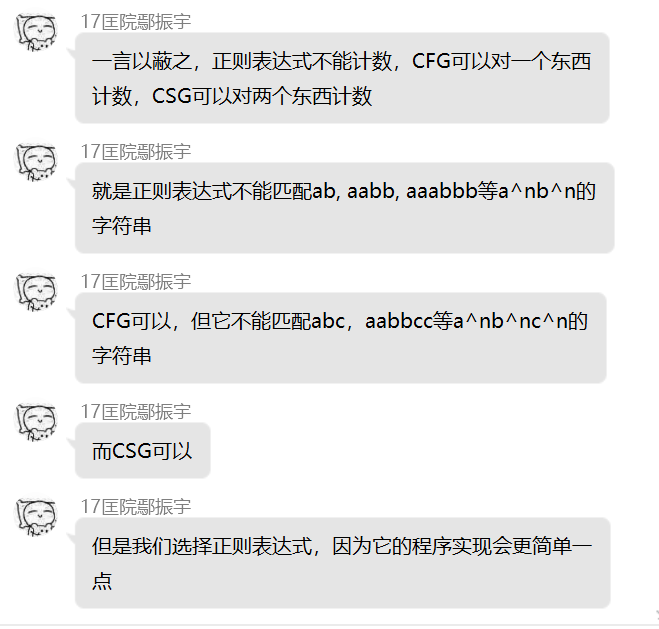 17匡院鄢振宇
一言以蔽之，正则表达式不能计数，CFG可以对一个东西
计数，CSG可以对两个东西计数
17匡院鄢振宇
就是正则表达式不能匹配ab, aabb, aaabbb等a^nb^n的
字符串
17匡院鄢振宇
CFG可以，但它不能匹配abc，aabbcc等a^nb^nc^n的
字符串
17匡院鄢振宇
而CSG可以
17匡院鄢振宇
但是我们选择正则表达式，因为它的程序实现会更简单一
点